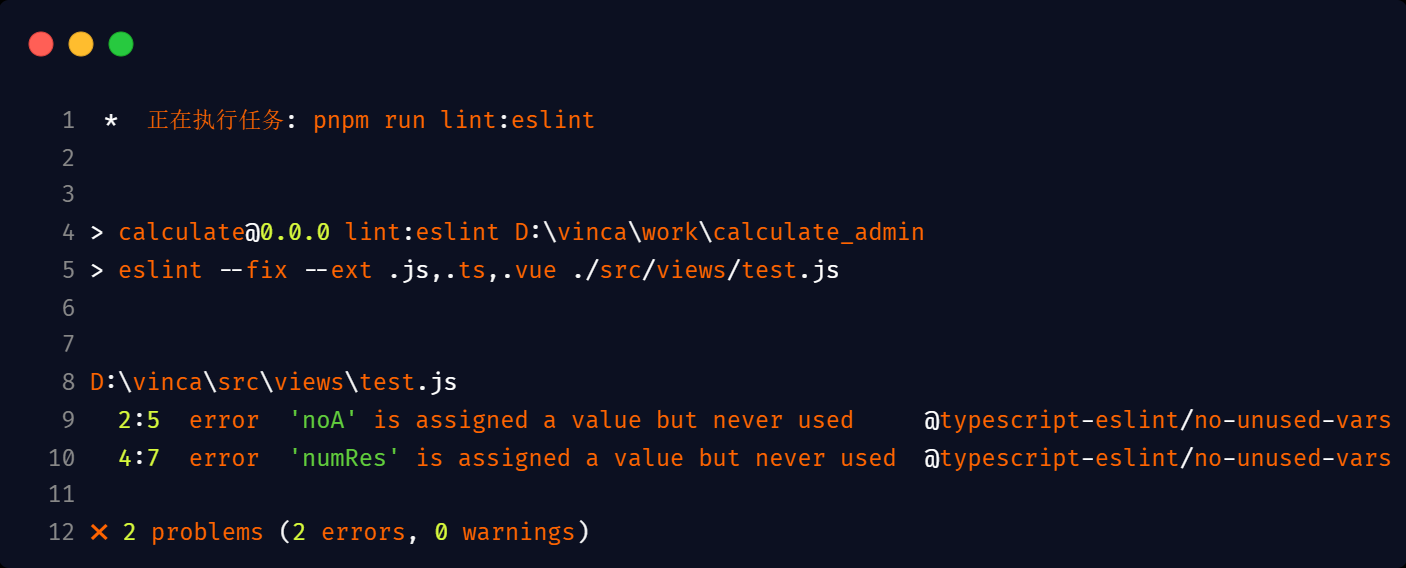 1 * 正在执行任务: pnpm run lint:eslint
2
3
4 > calculate@0.0.0 lint:eslint D:\vinca\work\calculate_admin
5 > eslint --fix --ext .js,.ts,.vue ./src/views/test.js
6
7
8 D:\vinca\src\views\test.js
9 2:5 error 'noA' is assigned a value but never used @typescript-eslint/no-unused-vars
10 4:7 error 'numRes' is assigned a value but never used @typescript-eslint/no-unused-vars
11
12 ✖ 2 problems (2 errors, 0 warnings)